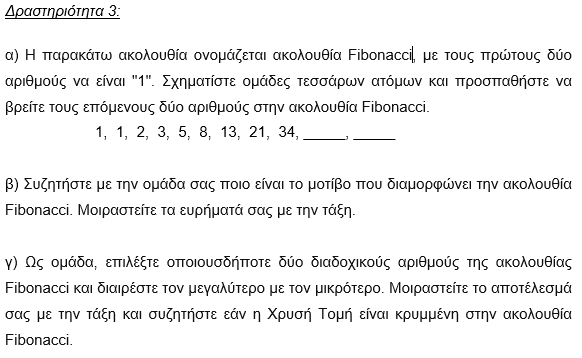 Δραστηριότητα 3:
α) Η παρακάτω ακολουθία ονομάζεται ακολουθία Fibonacci, με τους πρώτους δύο
αριθμούς να είναι "1". Σχηματίστε ομάδες τεσσάρων ατόμων και προσπαθήστε να
βρείτε τους επόμενους δύο αριθμούς στην ακολουθία Fibonacci.
1, 1, 2, 3, 5, 8, 13, 21, 34, _____, _____
β) Συζητήστε με την ομάδα σας ποιο είναι το μοτίβο που διαμορφώνει την ακολουθία
Fibonacci. Μοιραστείτε τα ευρήματά σας με την τάξη.
γ) Ως ομάδα, επιλέξτε οποιουσδήποτε δύο διαδοχικούς αριθμούς της ακολουθίας
Fibonacci και διαιρέστε τον μεγαλύτερο με τον μικρότερο. Μοιραστείτε το αποτέλεσμά
σας με την τάξη και συζητήστε εάν η Χρυσή Τομή είναι κρυμμένη στην ακολουθία
Fibonacci.